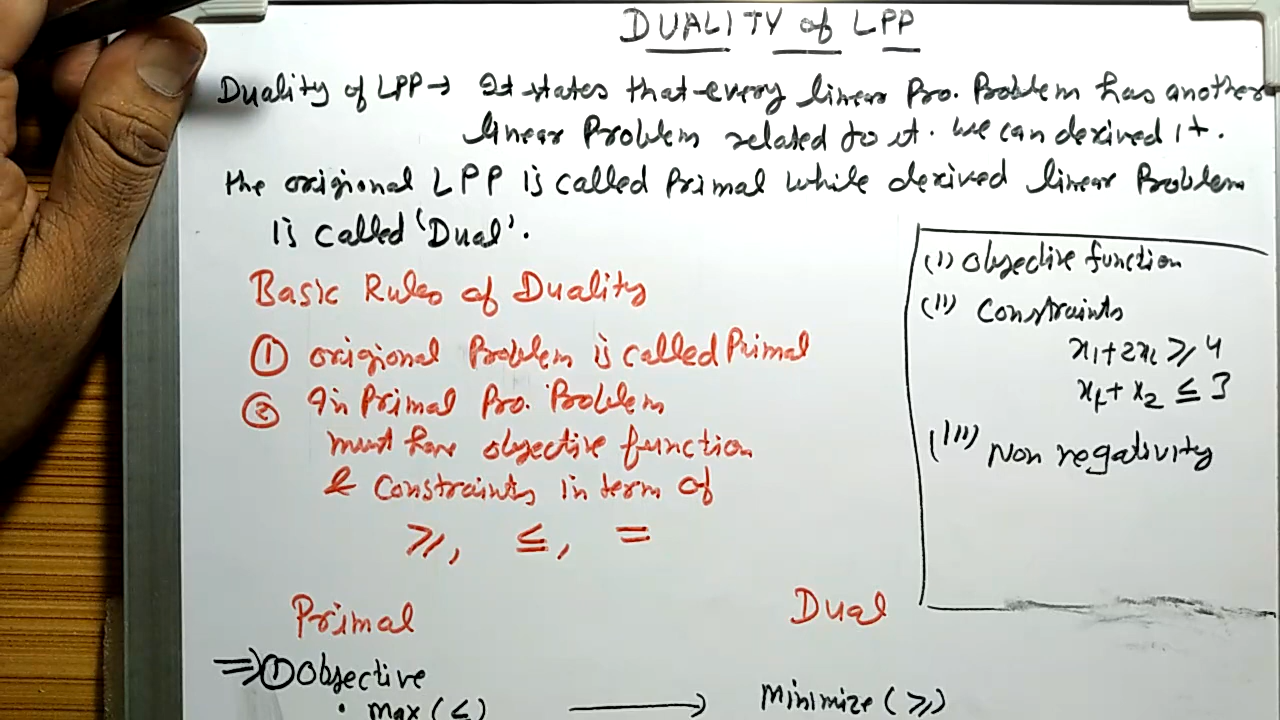 DUALITY of LPP
Duality of LPP → It states that every linear Pro. Problem has another
linear Problem related to it. We can derived it.
the origional LPP is called Primal while derived linear Problem
is called 'Dual'.
(i) Objective function
(ii) Constraints
x₁+2x₂ ⩾ 4
x₁+x₂ ≤ 3
(iii) Non negativity
Basic Rules of Duality
① origional Problem is called Primal
② In Primal Pro. Problem
must have objective function
& Constraints in term of
⩾, ≤, =
Primal Dual
⇒ ① Objective
• Max (≤) → Minimize (⩾)